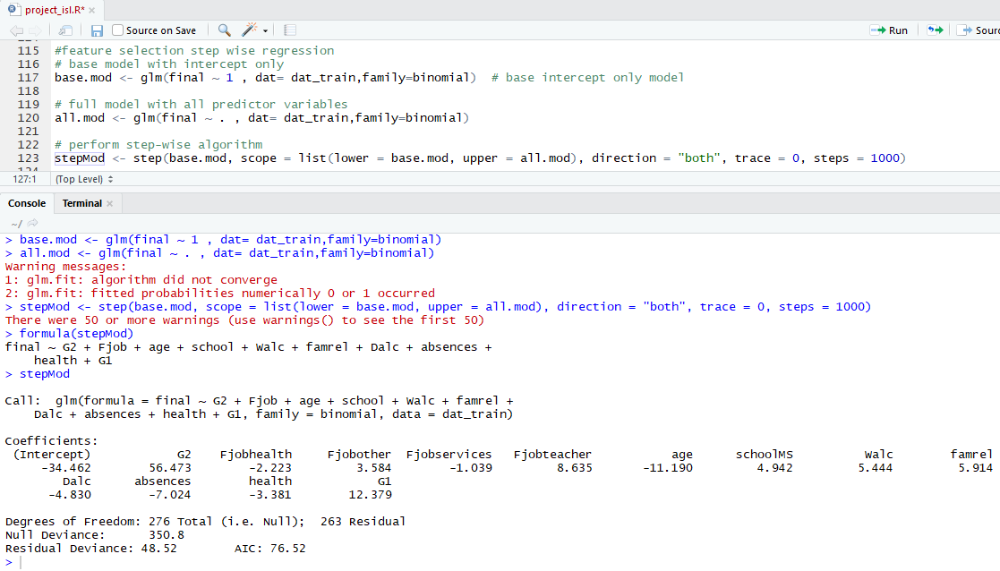 project_isl.R* ×
Source on Save Run Sour
115 #feature selection step wise regression
116 # base model with intercept only
117 base.mod <- glm(final ~ 1 , dat= dat_train,family=binomial)  # base intercept only model
118
119 # full model with all predictor variables
120 all.mod <- glm(final ~ . , dat= dat_train,family=binomial)
121
122 # perform step-wise algorithm
123 stepMod <- step(base.mod, scope = list(lower = base.mod, upper = all.mod), direction = "both", trace = 0, steps = 1000)
127:1 (Top Level)
Console Terminal ×
~/
> base.mod <- glm(final ~ 1 , dat= dat_train,family=binomial)
> all.mod <- glm(final ~ . , dat= dat_train,family=binomial)
Warning messages:
1: glm.fit: algorithm did not converge
2: glm.fit: fitted probabilities numerically 0 or 1 occurred
> stepMod <- step(base.mod, scope = list(lower = base.mod, upper = all.mod), direction = "both", trace = 0, steps = 1000)
There were 50 or more warnings (use warnings() to see the first 50)
> formula(stepMod)
final ~ G2 + Fjob + age + school + Walc + famrel + Dalc + absences +
    health + G1
> stepMod
Call:  glm(formula = final ~ G2 + Fjob + age + school + Walc + famrel +
    Dalc + absences + health + G1, family = binomial, data = dat_train)
Coefficients:
(Intercept) G2 Fjobhealth Fjobother Fjobservices Fjobteacher age schoolMS Walc famrel
-34.462 56.473 -2.223 3.584 -1.039 8.635 -11.190 4.942 5.444 5.914
Dalc absences health G1
-4.830 -7.024 -3.381 12.379
Degrees of Freedom: 276 Total (i.e. Null);  263 Residual
Null Deviance:      350.8
Residual Deviance: 48.52        AIC: 76.52
>